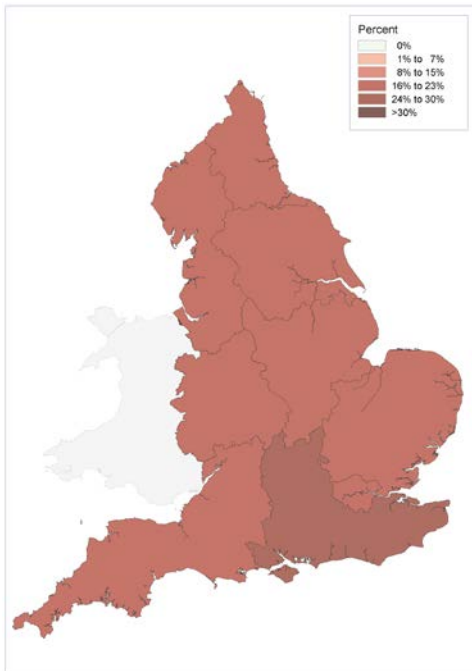 Percent
0%
1% to 7%
8% to 15%
16% to 23%
24% to 30%
>30%